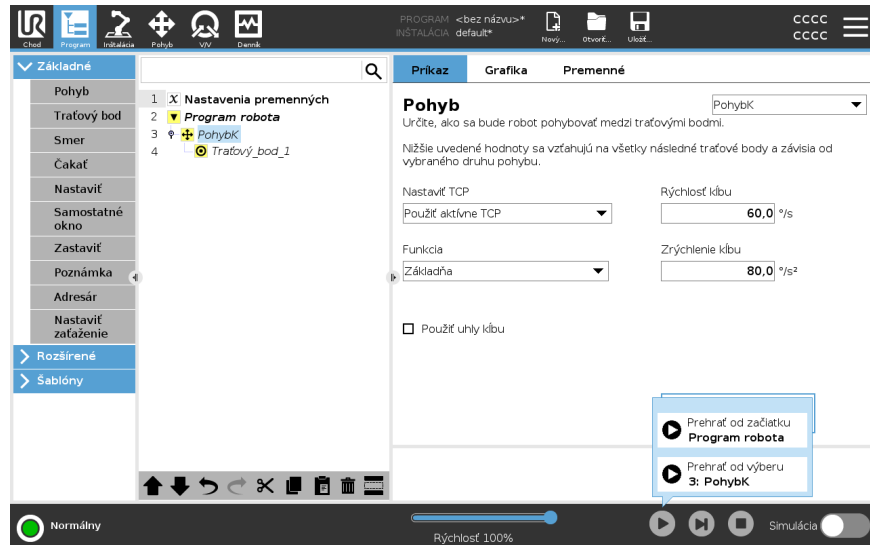 UR
PROGRAM <bez názvu>*
INŠTALÁCIA default*
cccc
cccc
Chod Program Inštalácia Pohyb V/V Denník Nový... Otvoriť... Uložiť...
Základné
Pohyb
Traťový bod
Smer
Čakať
Nastaviť
Samostatné
okno
Zastaviť
Poznámka
Adresár
Nastaviť
zaťaženie
Rozšírené
Šablóny
1 X Nastavenia premenných
2 Program robota
3 PohybK
4 Traťový_bod_1
Príkaz Grafika Premenné
Pohyb PohybK
Určite, ako sa bude robot pohybovať medzi traťovými bodmi.
Nižšie uvedené hodnoty sa vzťahujú na všetky následné traťové body a závisia od
vybraného druhu pohybu.
Nastaviť TCP Rýchlosť kĺbu
Použiť aktívne TCP 60,0 °/s
Funkcia Zrýchlenie kĺbu
Základňa 80,0 °/s²
Použiť uhly kĺbu
Prehrať od začiatku
Program robota
Prehrať od výberu
3: PohybK
Normálny
Rýchlosť 100%
Simulácia